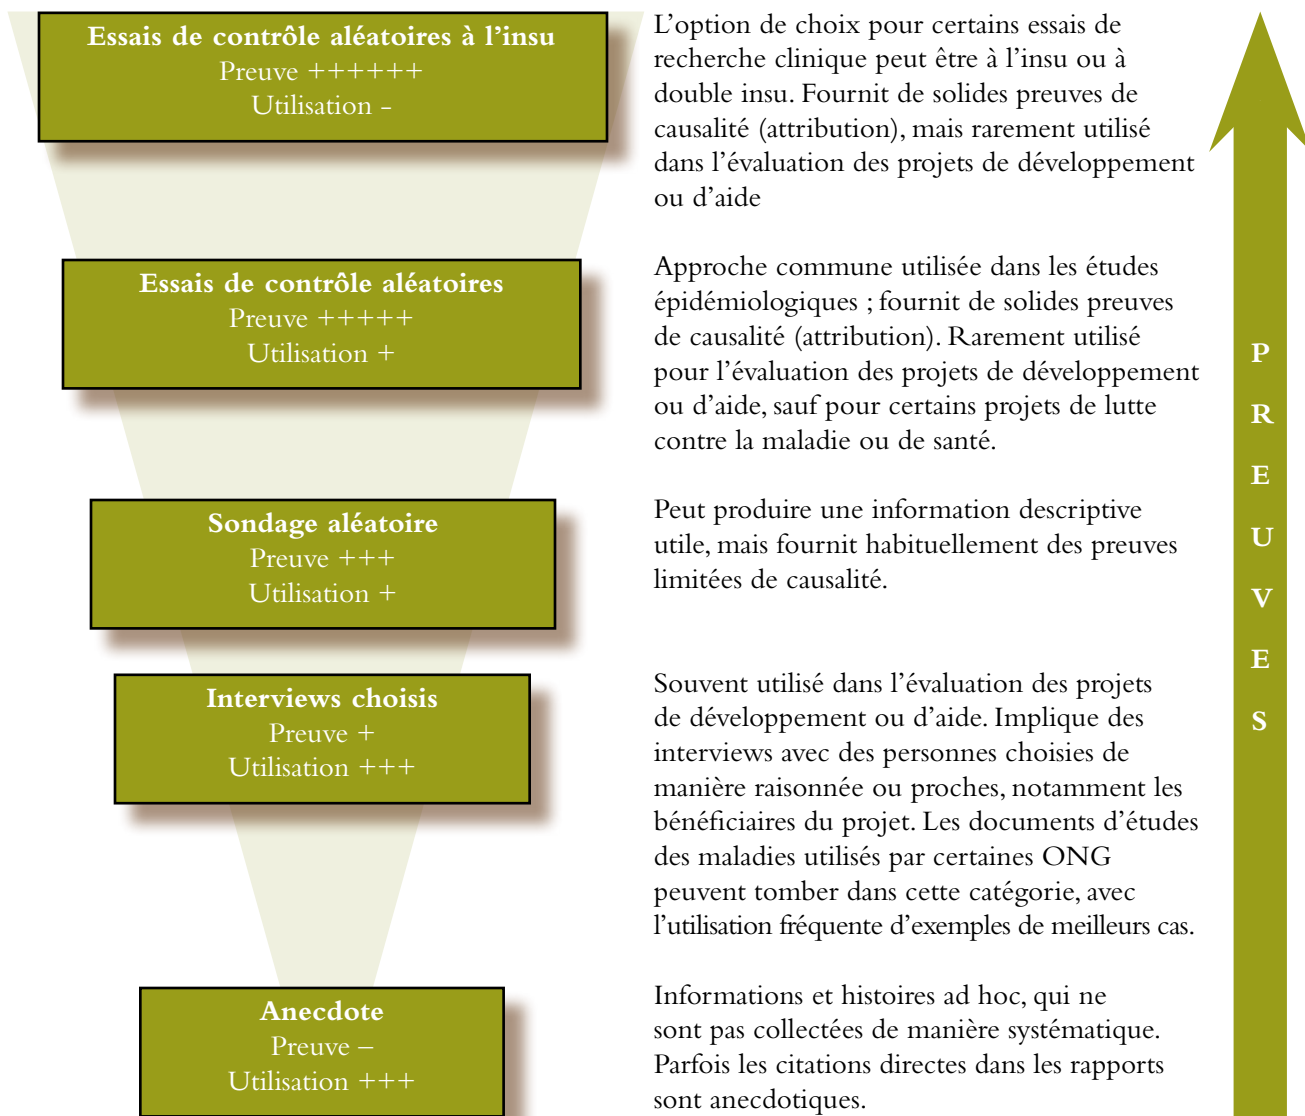 Essais de contrôle aléatoires à l’insu
Preuve ++++++
Utilisation -
L’option de choix pour certains essais de
recherche clinique peut être à l’insu ou à
double insu. Fournit de solides preuves de
causalité (attribution), mais rarement utilisé
dans l’évaluation des projets de développement
ou d’aide
Essais de contrôle aléatoires
Preuve +++++
Utilisation +
Approche commune utilisée dans les études
épidémiologiques ; fournit de solides preuves
de causalité (attribution). Rarement utilisé
pour l’évaluation des projets de développement
ou d’aide, sauf pour certains projets de lutte
contre la maladie ou de santé.
Sondage aléatoire
Preuve +++
Utilisation +
Peut produire une information descriptive
utile, mais fournit habituellement des preuves
limitées de causalité.
Interviews choisis
Preuve +
Utilisation +++
Souvent utilisé dans l’évaluation des projets
de développement ou d’aide. Implique des
interviews avec des personnes choisies de
manière raisonnée ou proches, notamment les
bénéficiaires du projet. Les documents d’études
des maladies utilisés par certaines ONG
peuvent tomber dans cette catégorie, avec
l’utilisation fréquente d’exemples de meilleurs cas.
Anecdote
Preuve –
Utilisation +++
Informations et histoires ad hoc, qui ne
sont pas collectées de manière systématique.
Parfois les citations directes dans les rapports
sont anecdotiques.
P
R
E
U
V
E
S